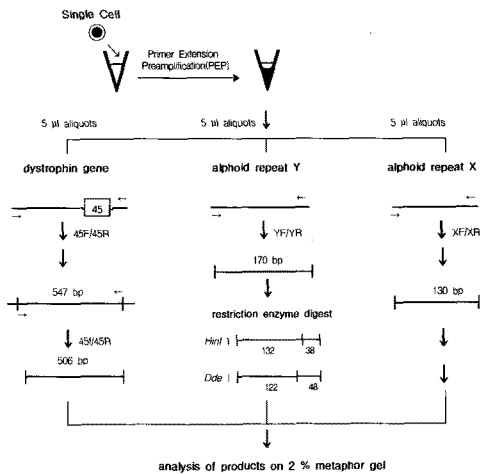 Single Cell
Primer Extension
Preamplification(PEP)
5 µl aliquots 5 µl aliquots 5 µl aliquots
dystrophin gene alphoid repeat Y alphoid repeat X
45
45F/45R YF/YR XF/XR
170 bp
130 bp
547 bp
restriction enzyme digest
Hinf I
132 38
45f/45R
506 bp
Dde I
122 48
analysis of products on 2 % metaphor gel